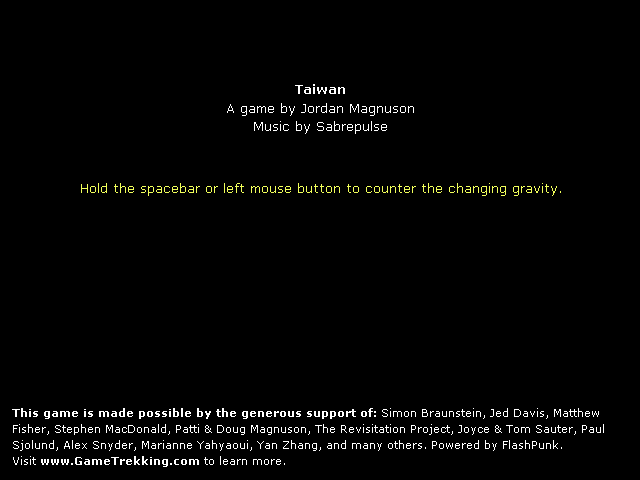 Taiwan
A game by Jordan Magnuson
Music by Sabrepulse
Hold the spacebar or left mouse button to counter the changing gravity.
This game is made possible by the generous support of: Simon Braunstein, Jed Davis, Matthew
Fisher, Stephen MacDonald, Patti & Doug Magnuson, The Revisitation Project, Joyce & Tom Sauter, Paul
Sjolund, Alex Snyder, Marianne Yahyaoui, Yan Zhang, and many others. Powered by FlashPunk.
Visit www.GameTrekking.com to learn more.